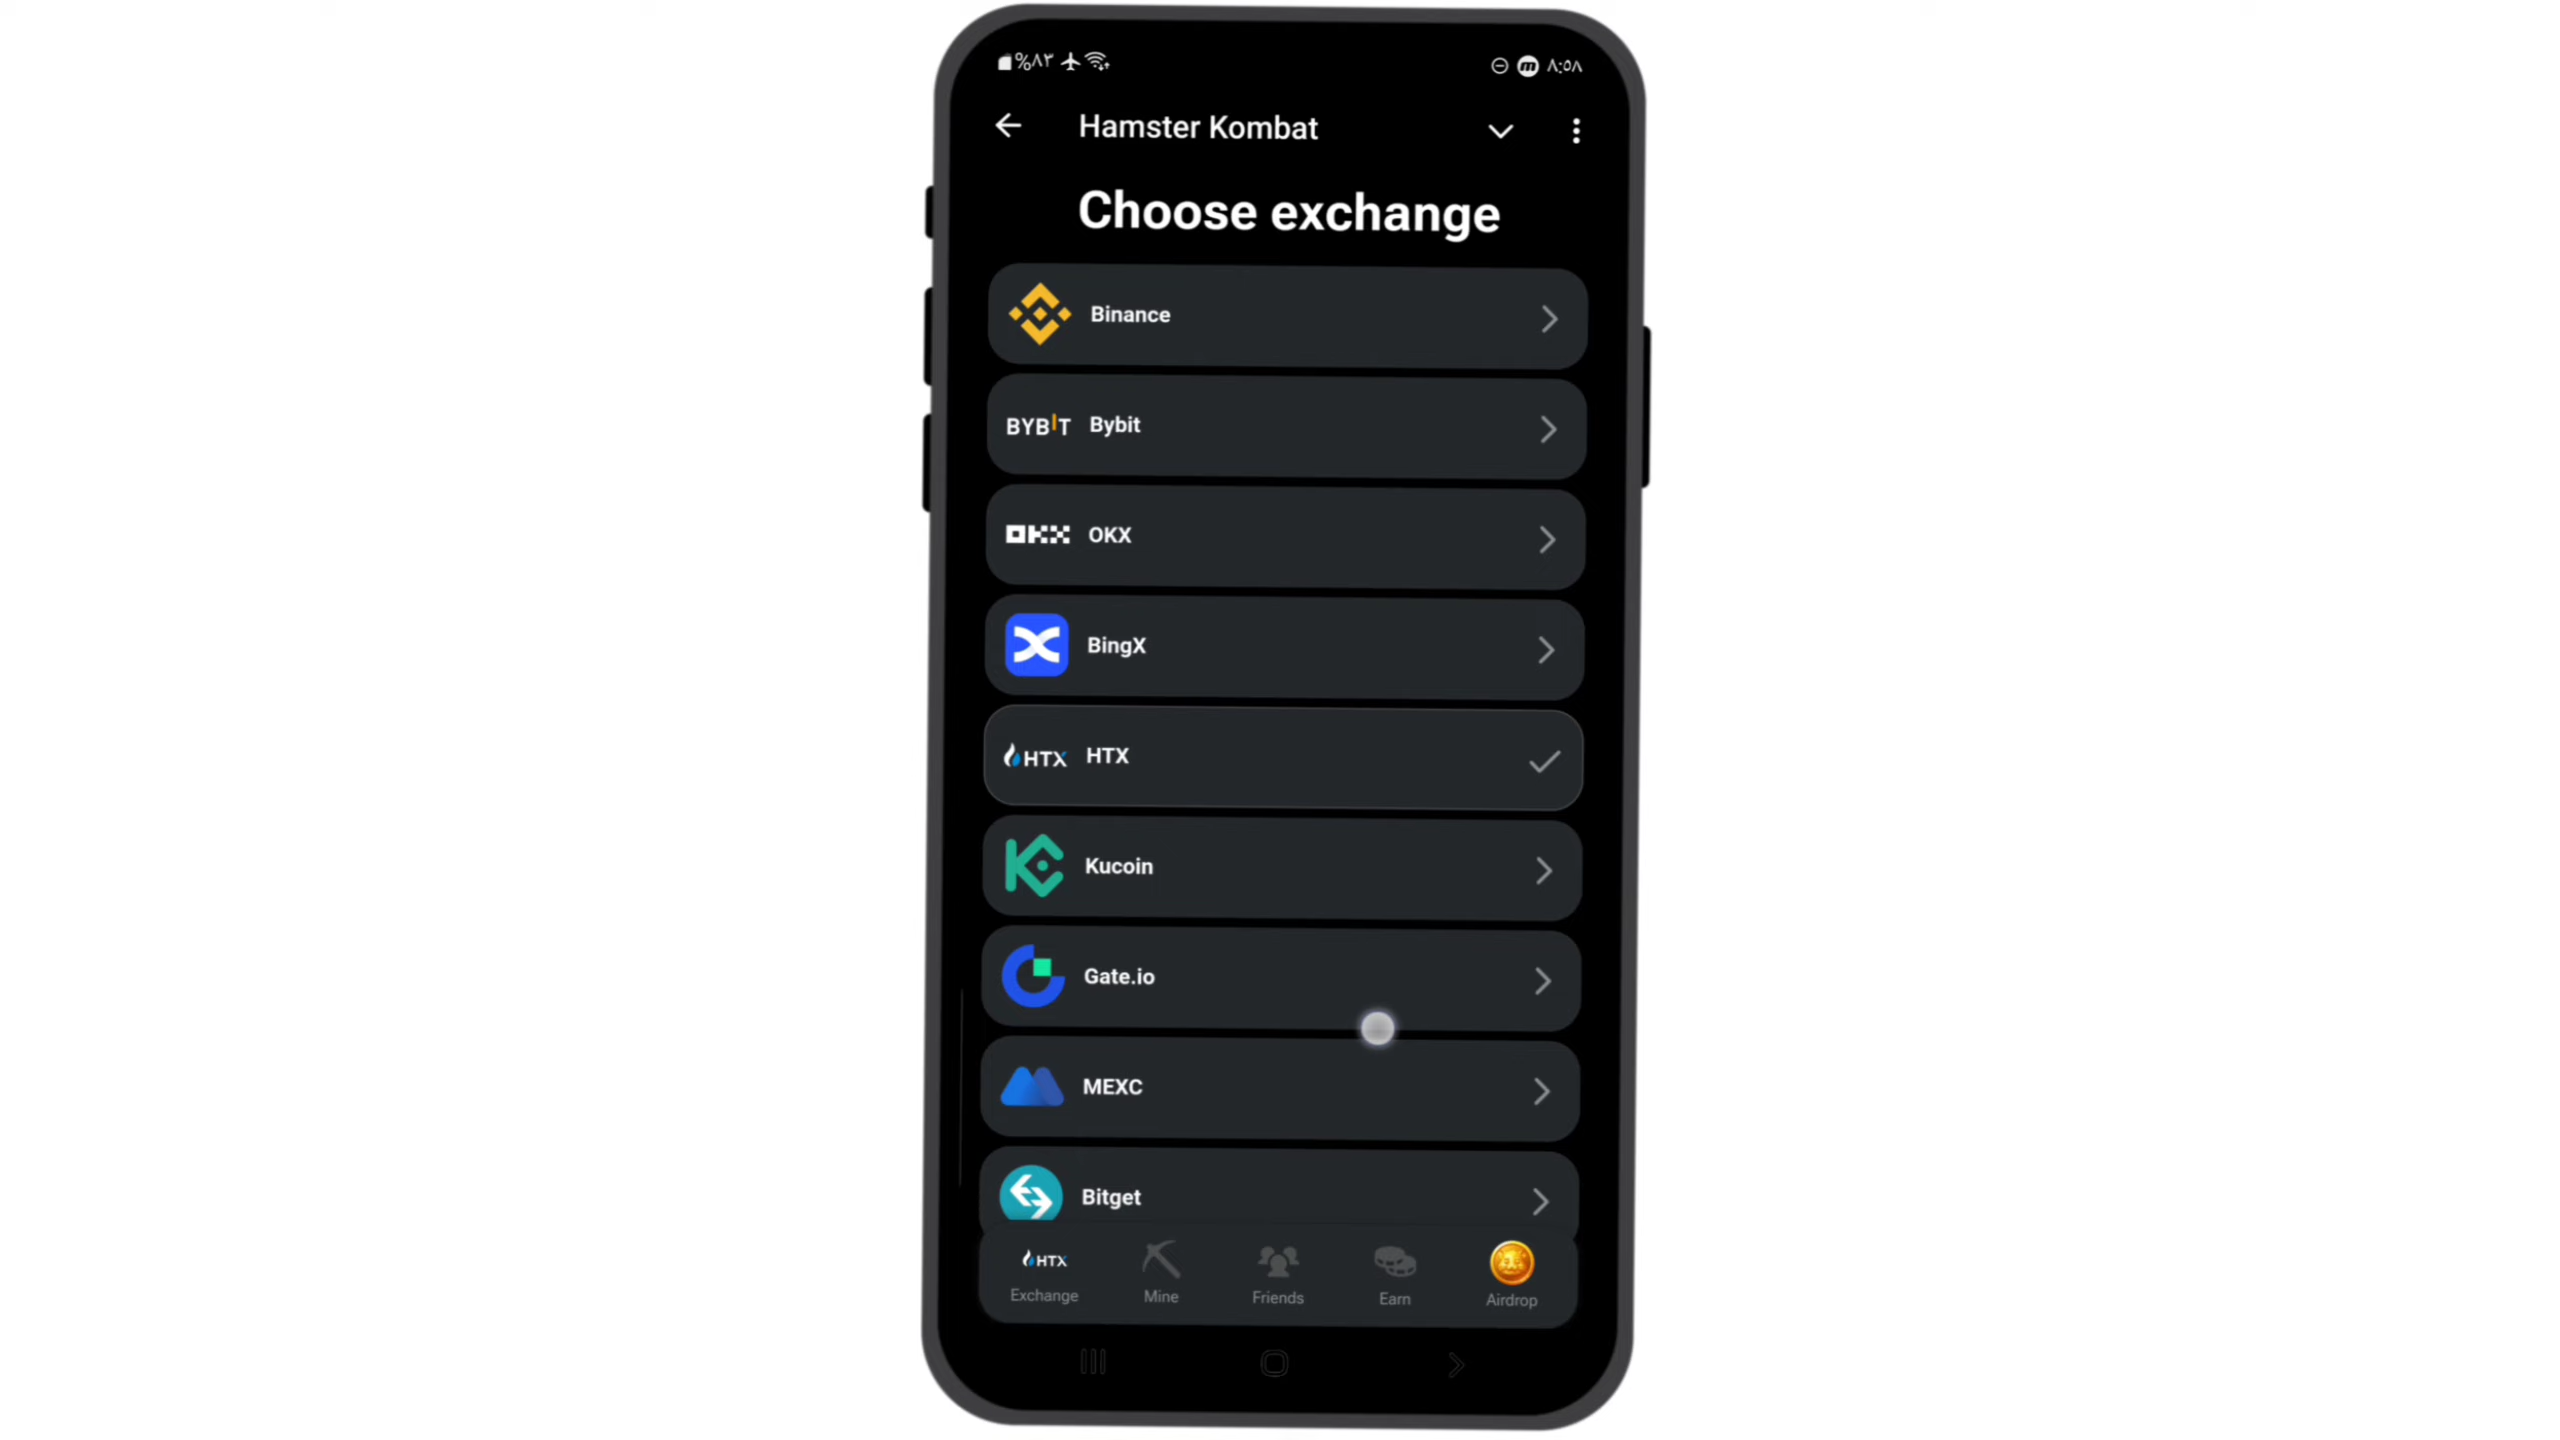 %٨٣ ٨:٥٨
Hamster Kombat
Choose exchange
Binance
BYBIT Bybit
OKX OKX
BingX
HTX HTX
Kucoin
Gate.io
MEXC
Bitget
HTX
Exchange Mine Friends Earn Airdrop